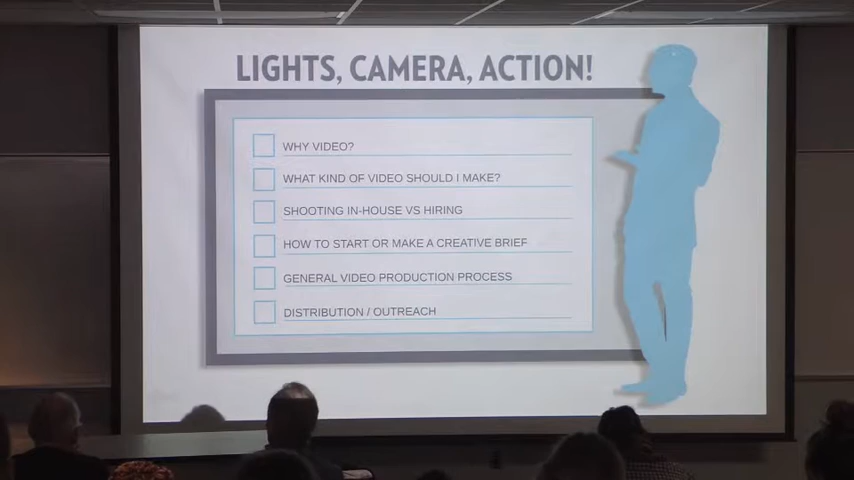 LIGHTS, CAMERA, ACTION!
WHY VIDEO?
WHAT KIND OF VIDEO SHOULD I MAKE?
SHOOTING IN-HOUSE VS HIRING
HOW TO START OR MAKE A CREATIVE BRIEF
GENERAL VIDEO PRODUCTION PROCESS
DISTRIBUTION / OUTREACH